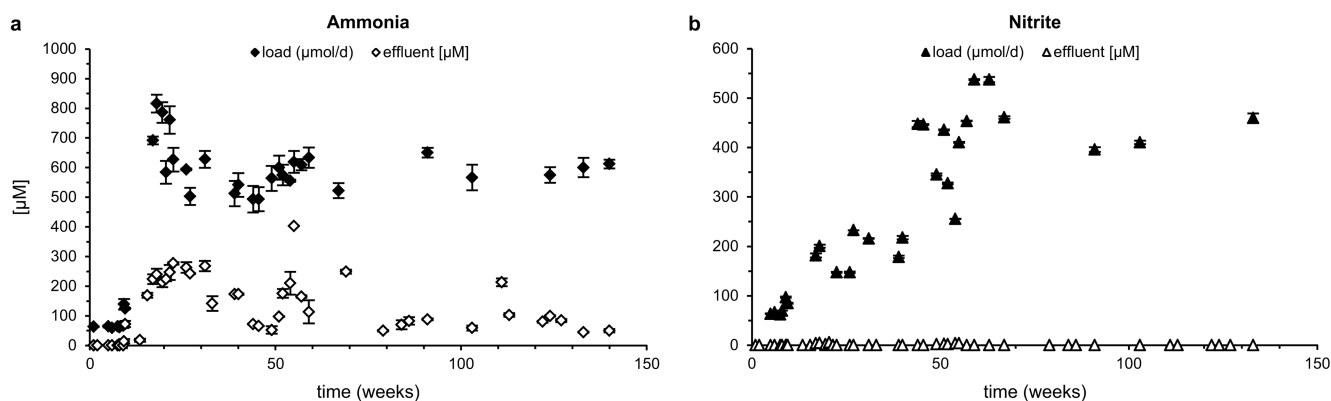 a
Ammonia
load (µmol/d) effluent [µM]
1000
900
800
700
600
500
400
300
200
100
0
[µM]
0 50 100 150
time (weeks)
b
Nitrite
load (µmol/d) effluent [µM]
600
500
400
300
200
100
0
0 50 100 150
time (weeks)